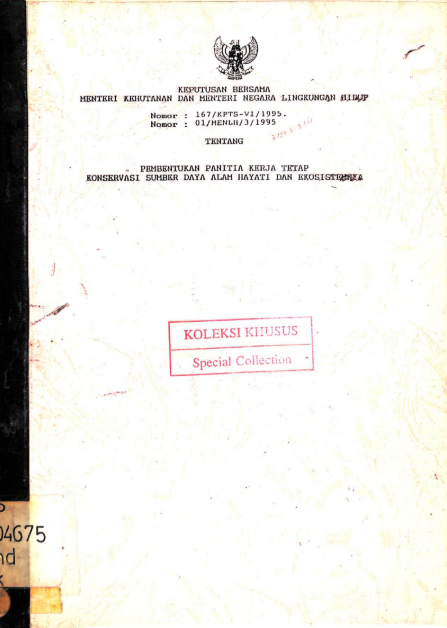 KEPUTUSAN BERSAMA
MENTERI KEHUTANAN DAN MENTERI NEGARA LINGKUNGAN HIDUP
Nomor : 167/KPTS-VI/1995.
Nomor : 01/MENLH/3/1995
TENTANG
PEMBENTUKAN PANITIA KERJA TETAP
KONSERVASI SUMBER DAYA ALAM HAYATI DAN EKOSISTEMNYA
KOLEKSI KHUSUS
Special Collection
04675
nd
k